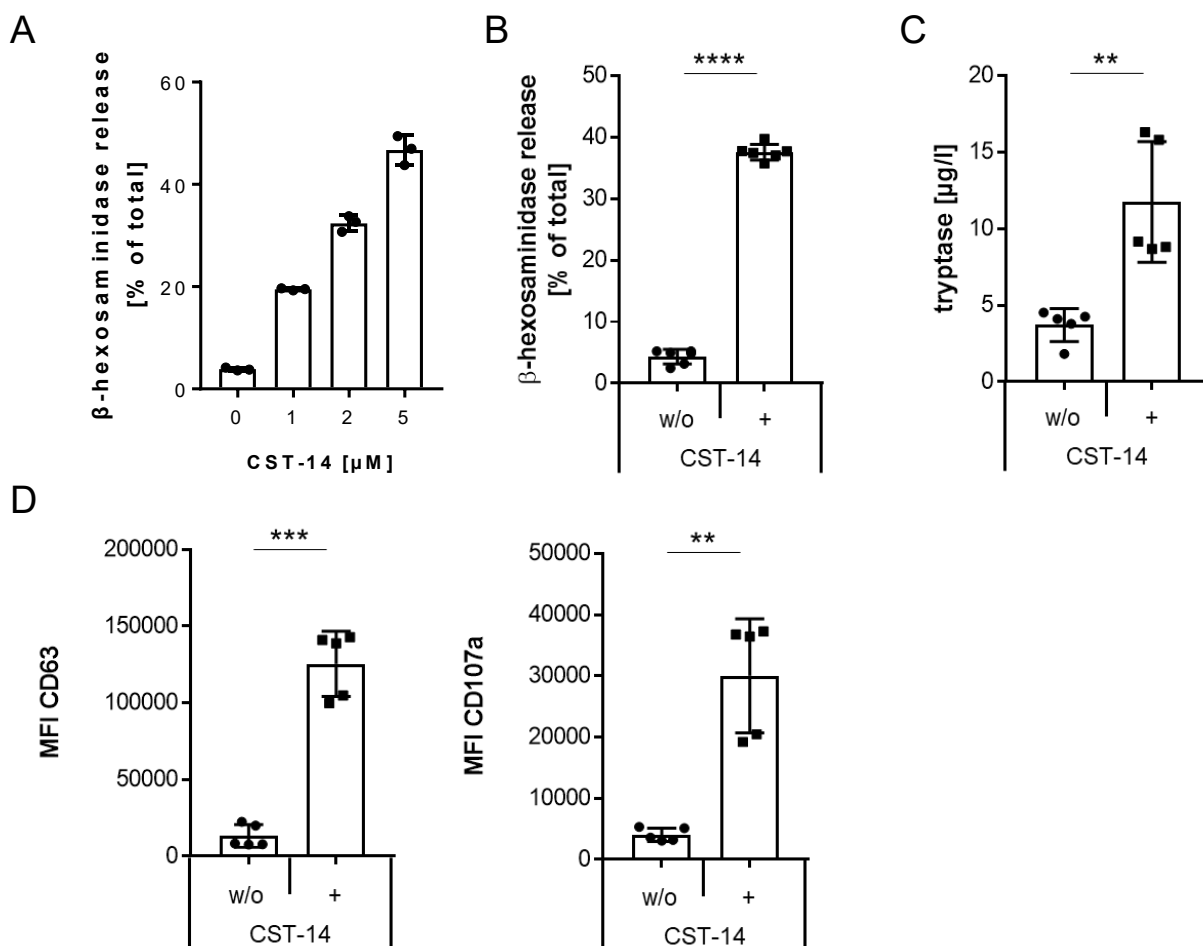 A
β-hexosaminidase release
[% of total]
60
40
20
0
0 1 2 5
CST-14 [µM]
B
****
β-hexosaminidase release
[% of total]
50
40
30
20
10
0
w/o +
CST-14
C
**
tryptase [µg/l]
20
15
10
5
0
w/o +
CST-14
D
***
MFI CD63
200000
150000
100000
50000
0
w/o +
CST-14
**
MFI CD107a
50000
40000
30000
20000
10000
0
w/o +
CST-14